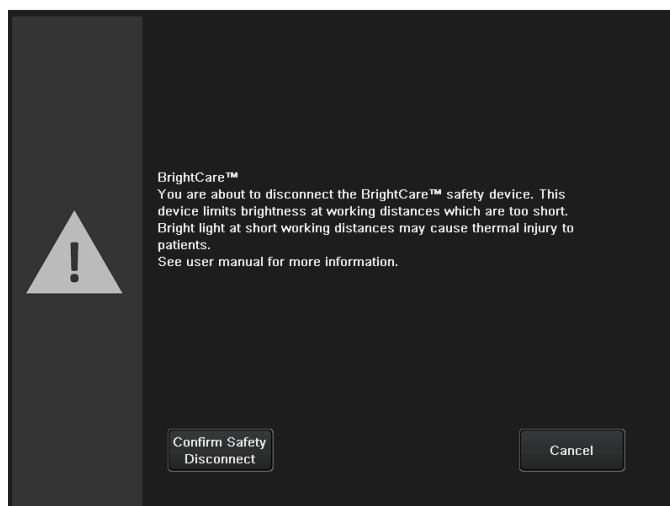 BrightCare™
You are about to disconnect the BrightCare™ safety device. This
device limits brightness at working distances which are too short.
Bright light at short working distances may cause thermal injury to
patients.
See user manual for more information.
Confirm Safety
Disconnect
Cancel